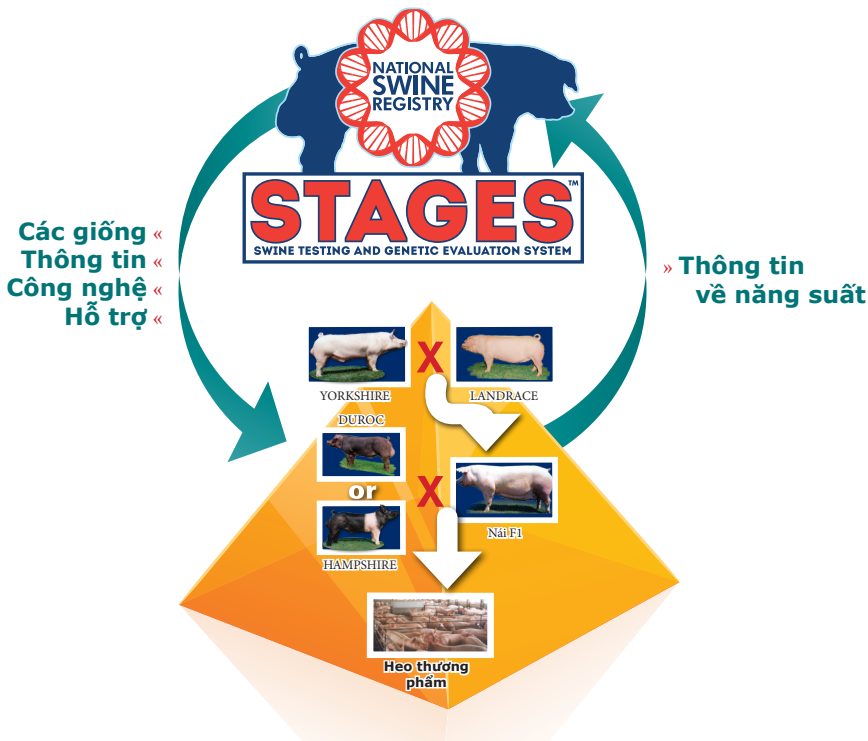 NATIONAL
SWINE
REGISTRY
STAGES™
SWINE TESTING AND GENETIC EVALUATION SYSTEM
Các giống «
Thông tin «
Công nghệ «
Hỗ trợ «
» Thông tin
về năng suất
X
YORKSHIRE
LANDRACE
DUROC
or
X
HAMPSHIRE
Nái F1
Heo thương
phẩm